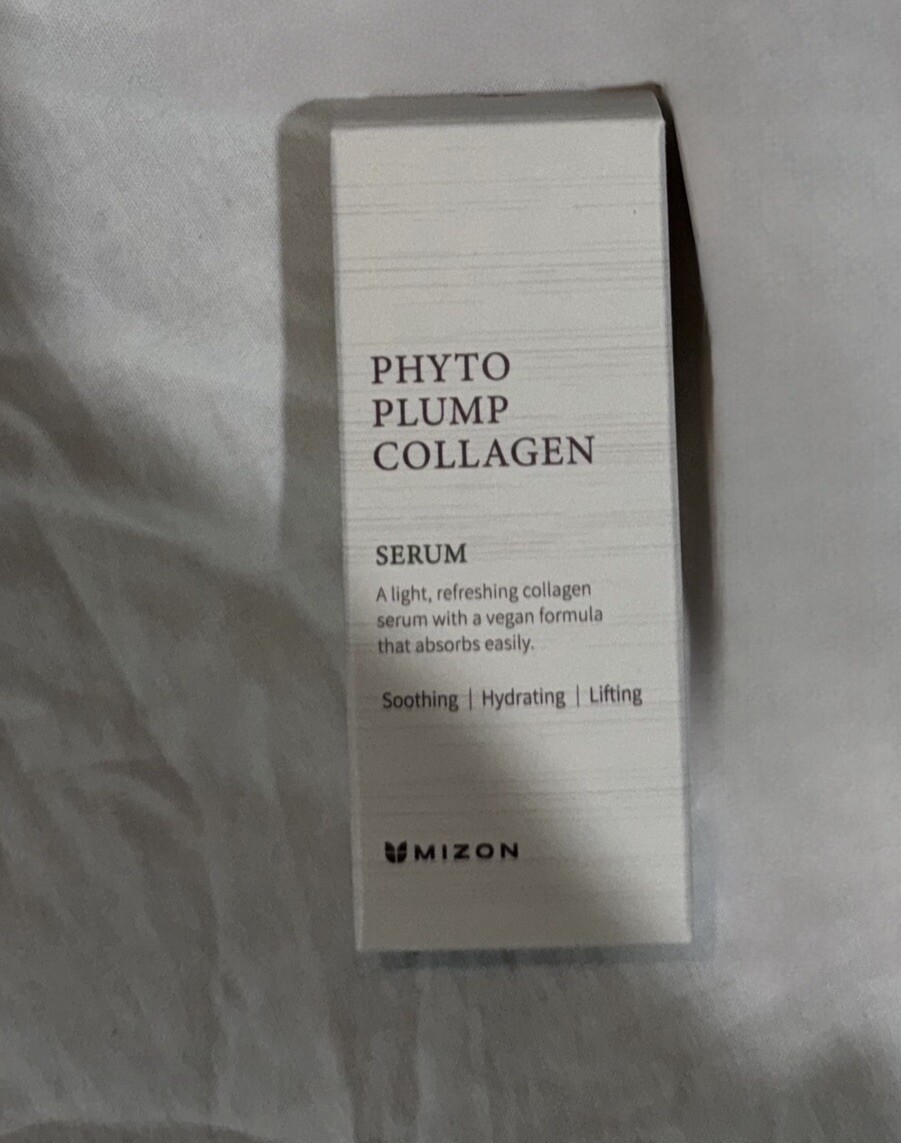 PHYTO
PLUMP
COLLAGEN
SERUM
A light, refreshing collagen
serum with a vegan formula
that absorbs easily.
Soothing | Hydrating | Lifting
MIZON